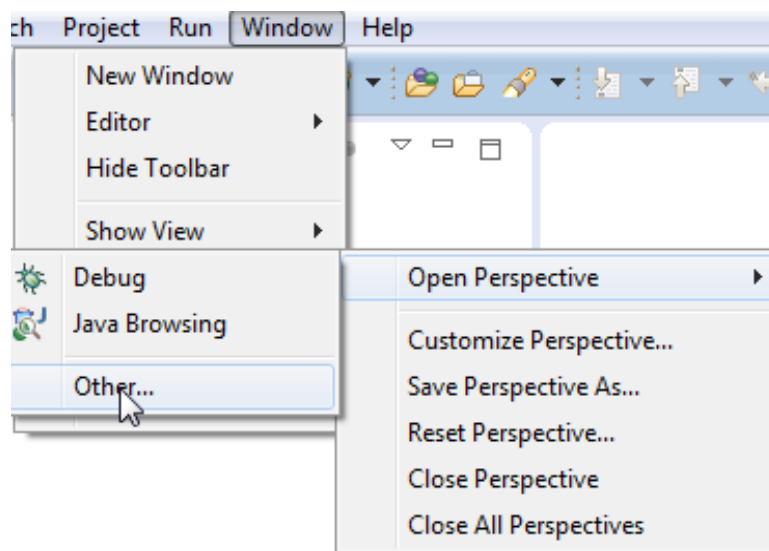 ch Project Run Window Help
New Window
Editor
Hide Toolbar
Show View
Debug
Java Browsing
Other...
Open Perspective
Customize Perspective...
Save Perspective As...
Reset Perspective...
Close Perspective
Close All Perspectives